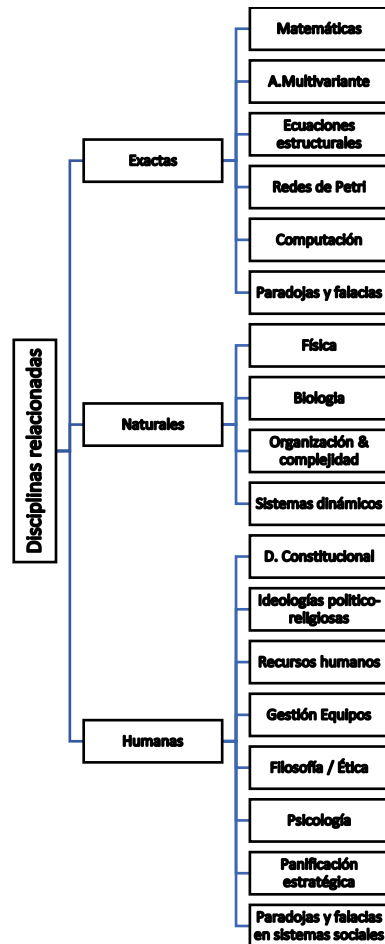 Disciplinas relacionadas
Exactas
Matemáticas
A.Multivariante
Ecuaciones
estructurales
Redes de Petri
Computación
Paradojas y falacias
Naturales
Física
Biologia
Organización &
complejidad
Sistemas dinámicos
Humanas
D. Constitucional
Ideologías politico-
religiosas
Recursos humanos
Gestión Equipos
Filosofía / Ética
Psicología
Panificación
estratégica
Paradojas y falacias
en sistemas sociales